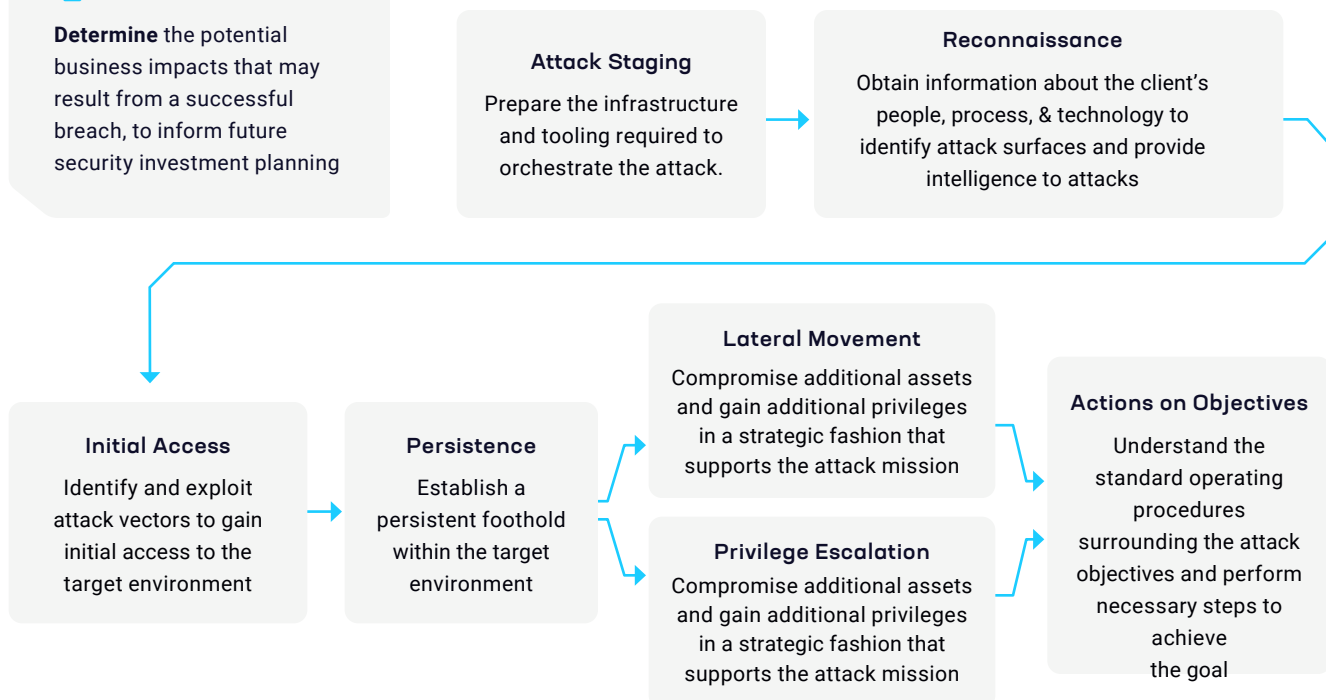 Determine the potential
business impacts that may
result from a successful
breach, to inform future
security investment planning
Attack Staging
Prepare the infrastructure
and tooling required to
orchestrate the attack.
Reconnaissance
Obtain information about the client’s
people, process, & technology to
identify attack surfaces and provide
intelligence to attacks
Initial Access
Identify and exploit
attack vectors to gain
initial access to the
target environment
Persistence
Establish a
persistent foothold
within the target
environment
Lateral Movement
Compromise additional assets
and gain additional privileges
in a strategic fashion that
supports the attack mission
Privilege Escalation
Compromise additional assets
and gain additional privileges
in a strategic fashion that
supports the attack mission
Actions on Objectives
Understand the
standard operating
procedures
surrounding the attack
objectives and perform
necessary steps to
achieve
the goal